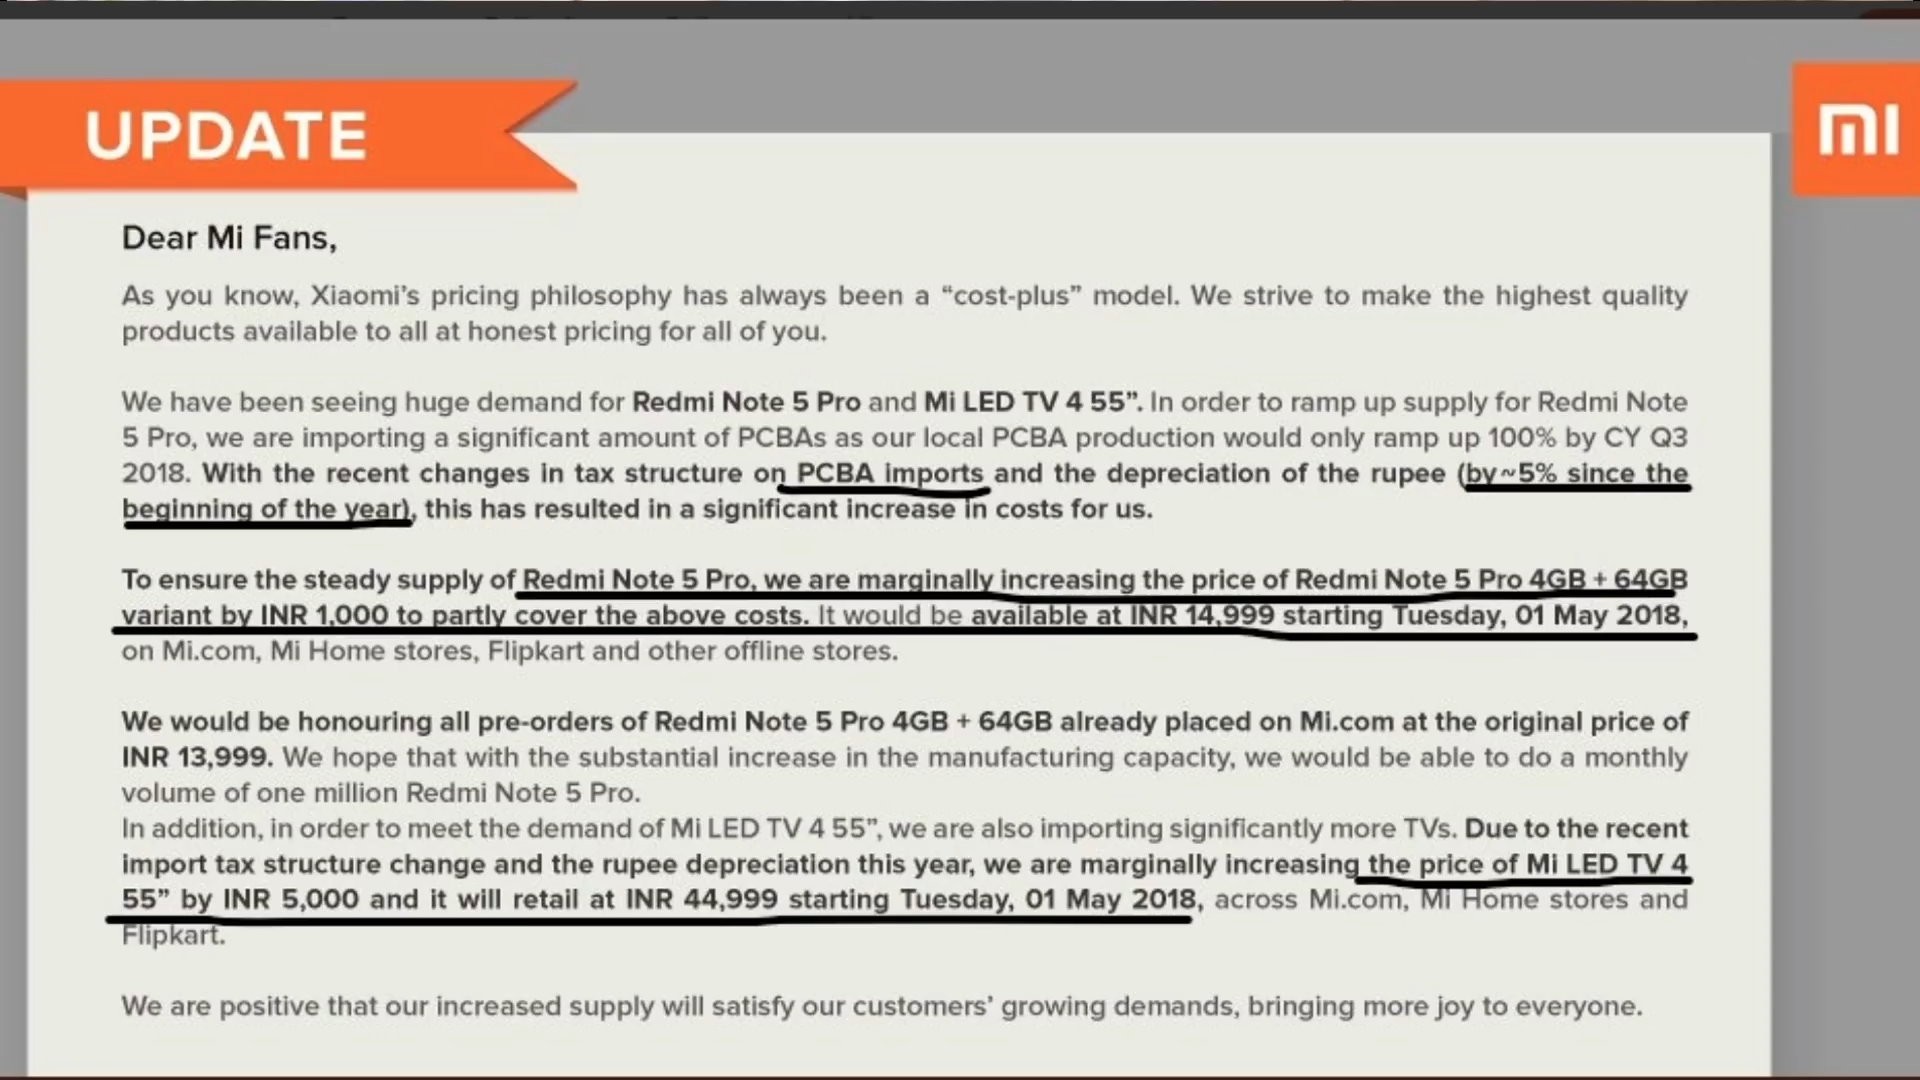 UPDATE
MI
Dear Mi Fans,
As you know, Xiaomi's pricing philosophy has always been a “cost-plus” model. We strive to make the highest quality
products available to all at honest pricing for all of you.
We have been seeing huge demand for Redmi Note 5 Pro and Mi LED TV 4 55”. In order to ramp up supply for Redmi Note
5 Pro, we are importing a significant amount of PCBAs as our local PCBA production would only ramp up 100% by CY Q3
2018. With the recent changes in tax structure on PCBA imports and the depreciation of the rupee (by~5% since the
beginning of the year), this has resulted in a significant increase in costs for us.
To ensure the steady supply of Redmi Note 5 Pro, we are marginally increasing the price of Redmi Note 5 Pro 4GB + 64GB
variant by INR 1,000 to partly cover the above costs. It would be available at INR 14,999 starting Tuesday, 01 May 2018,
on Mi.com, Mi Home stores, Flipkart and other offline stores.
We would be honouring all pre-orders of Redmi Note 5 Pro 4GB + 64GB already placed on Mi.com at the original price of
INR 13,999. We hope that with the substantial increase in the manufacturing capacity, we would be able to do a monthly
volume of one million Redmi Note 5 Pro.
In addition, in order to meet the demand of Mi LED TV 4 55”, we are also importing significantly more TVs. Due to the recent
import tax structure change and the rupee depreciation this year, we are marginally increasing the price of Mi LED TV 4
55” by INR 5,000 and it will retail at INR 44,999 starting Tuesday, 01 May 2018, across Mi.com, Mi Home stores and
Flipkart.
We are positive that our increased supply will satisfy our customers’ growing demands, bringing more joy to everyone.